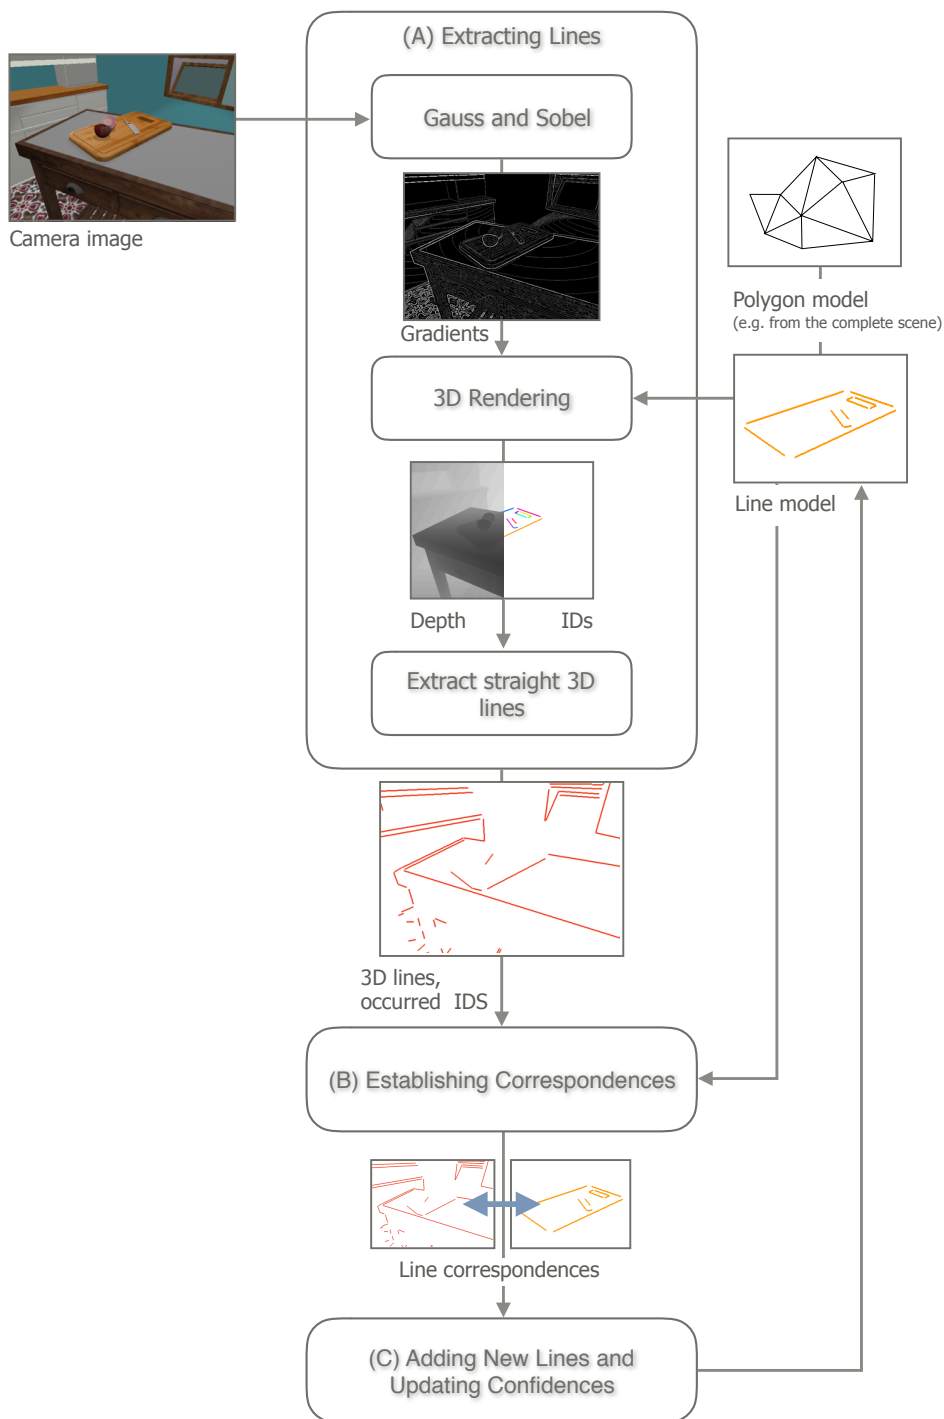 (A) Extracting Lines
Gauss and Sobel
Camera image
Gradients
Polygon model
(e.g. from the complete scene)
3D Rendering
Line model
Depth
IDs
Extract straight 3D
lines
3D lines,
occurred IDS
(B) Establishing Correspondences
Line correspondences
(C) Adding New Lines and
Updating Confidences